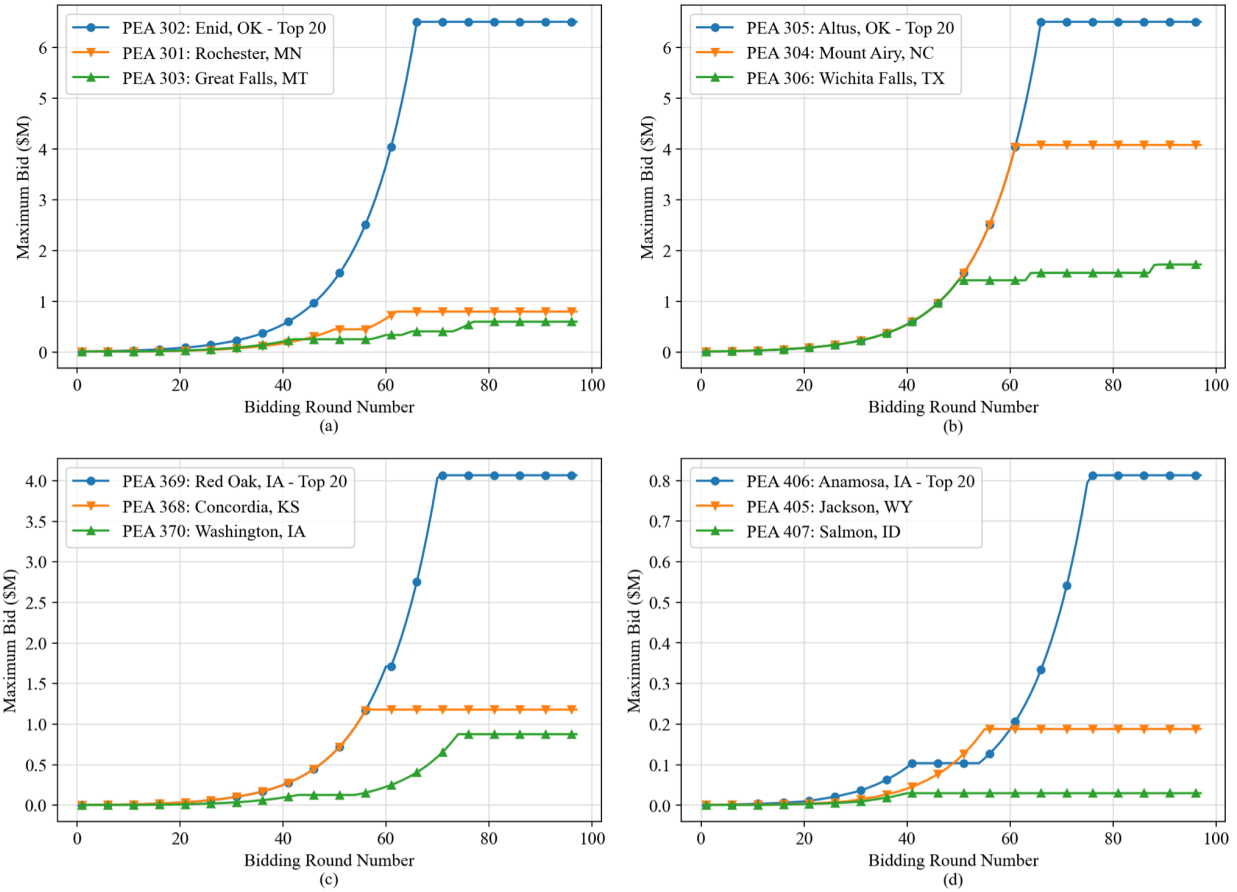 PEA 302: Enid, OK - Top 20
PEA 301: Rochester, MN
PEA 303: Great Falls, MT
Maximum Bid ($M)
6
5
4
3
2
1
0
0 20 40 60 80 100
Bidding Round Number
(a)
PEA 305: Altus, OK - Top 20
PEA 304: Mount Airy, NC
PEA 306: Wichita Falls, TX
Maximum Bid ($M)
6
5
4
3
2
1
0
0 20 40 60 80 100
Bidding Round Number
(b)
PEA 369: Red Oak, IA - Top 20
PEA 368: Concordia, KS
PEA 370: Washington, IA
Maximum Bid ($M)
4.0
3.5
3.0
2.5
2.0
1.5
1.0
0.5
0.0
0 20 40 60 80 100
Bidding Round Number
(c)
PEA 406: Anamosa, IA - Top 20
PEA 405: Jackson, WY
PEA 407: Salmon, ID
Maximum Bid ($M)
0.8
0.7
0.6
0.5
0.4
0.3
0.2
0.1
0.0
0 20 40 60 80 100
Bidding Round Number
(d)